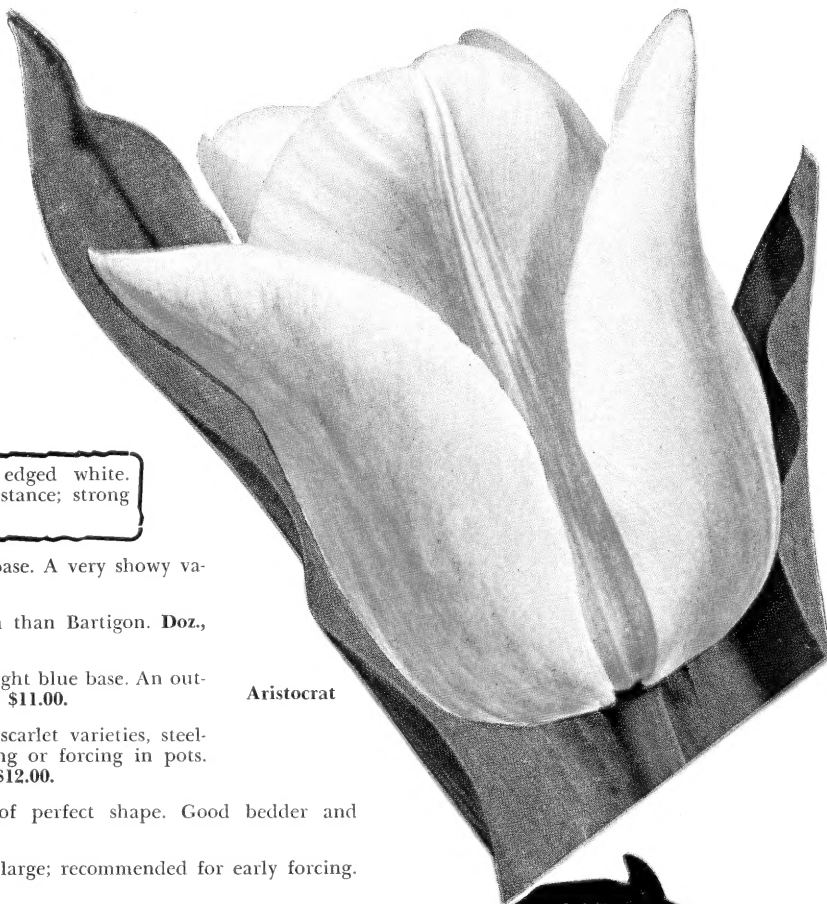 edged white.
stance; strong
ase. A very showy va-
than Bartigon. Doz.,
ght blue base. An out-
$11.00.
Aristocrat
scarlet varieties, steel-
ng or forcing in pots.
$12.00.
of perfect shape. Good bedder and
large; recommended for early forcing.